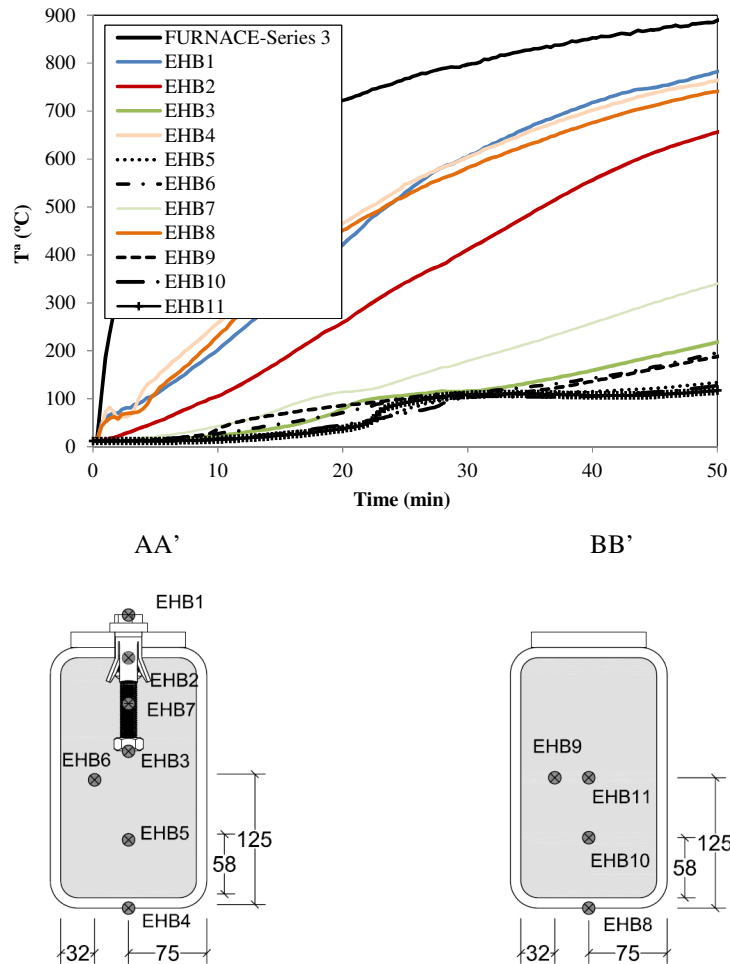 900
800
700
600
500
400
300
200
100
0
Tª (ºC)
FURNACE-Series 3
EHB1
EHB2
EHB3
EHB4
EHB5
EHB6
EHB7
EHB8
EHB9
EHB10
EHB11
0 10 20 30 40 50
Time (min)
AA’ BB’
EHB1
EHB2
EHB7
EHB6 EHB3
EHB5
125
58
EHB4
32 75
EHB9
EHB11
EHB10
125
58
EHB8
32 75